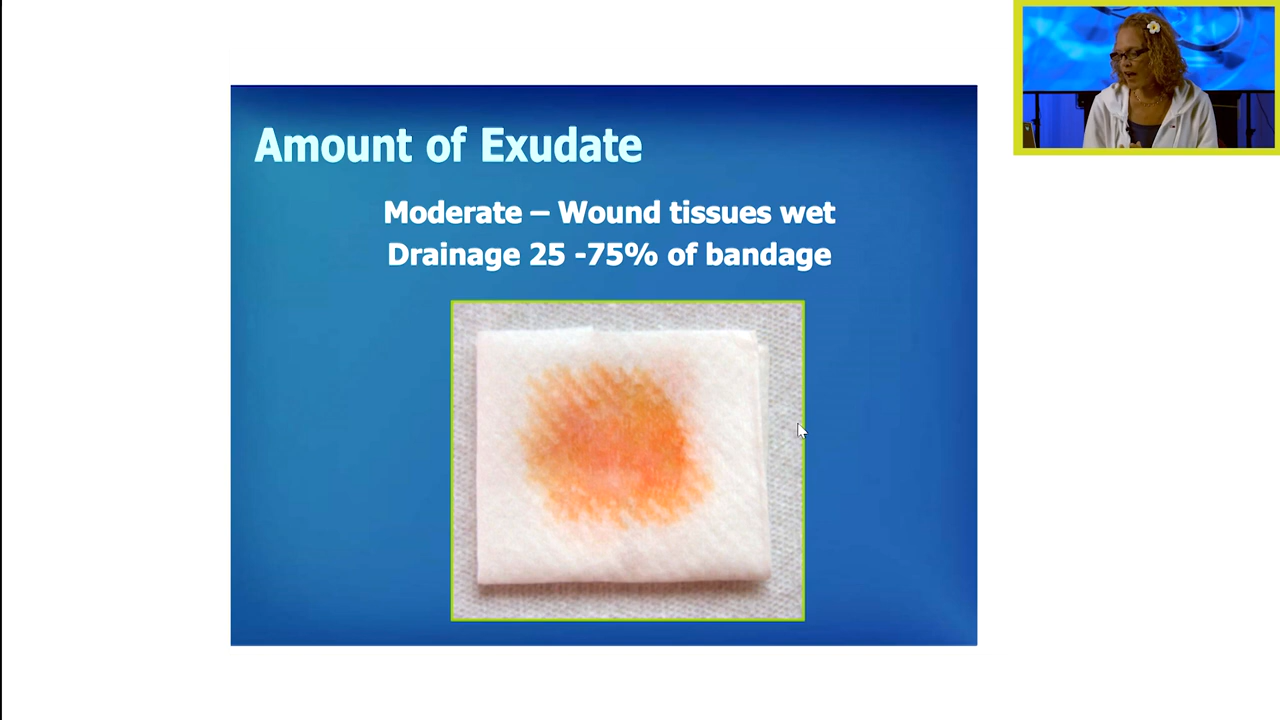 Amount of Exudate
Moderate – Wound tissues wet
Drainage 25 -75% of bandage